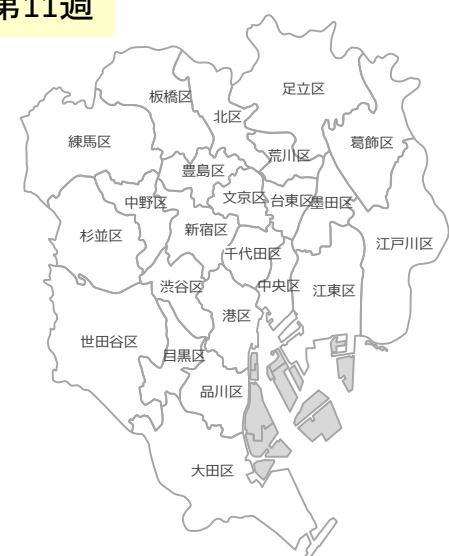 第11週
足立区
板橋区
北区
練馬区
葛飾区
荒川区
豊島区
文京区
台東区
墨田区
中野区
杉並区
新宿区
江戸川区
千代田区
渋谷区
中央区
江東区
港区
世田谷区
目黒区
品川区
大田区